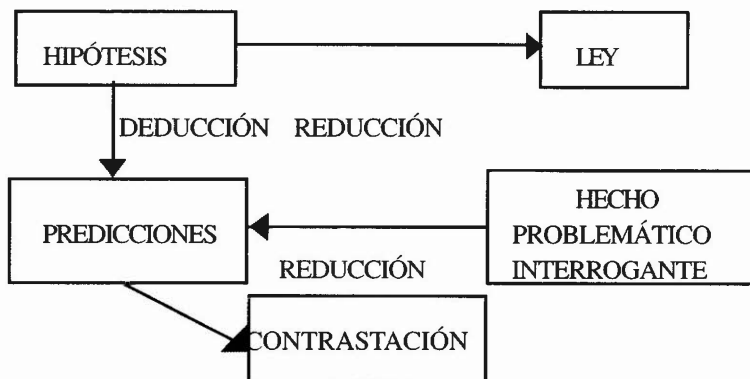 HIPÓTESIS
LEY
DEDUCCIÓN REDUCCIÓN
HECHO
PREDICCIONES
PROBLEMÁTICO
INTERROGANTE
REDUCCIÓN
CONTRASTACIÓN